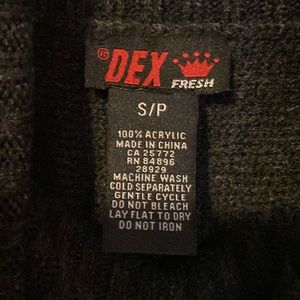 DEX
FRESH
S/P
100% ACRYLIC
MADE IN CHINA
CA 25772
RN 84896
28929
MACHINE WASH
COLD SEPARATELY
GENTLE CYCLE
DO NOT BLEACH
LAY FLAT TO DRY
DO NOT IRON